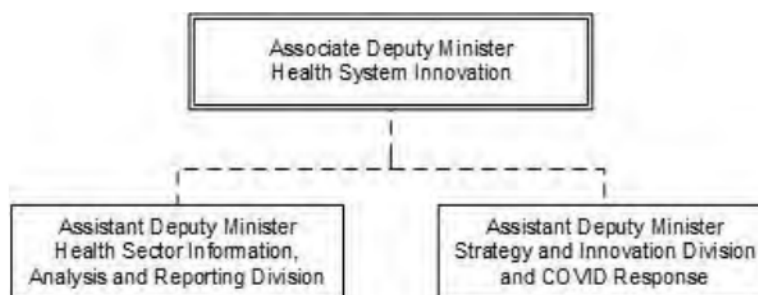 Associate Deputy Minister
Health System Innovation
Assistant Deputy Minister
Health Sector Information,
Analysis and Reporting Division
Assistant Deputy Minister
Strategy and Innovation Division
and COVID Response